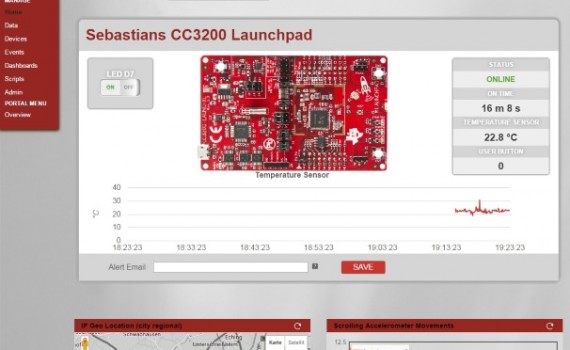 MANAGE
Home
Data
Devices
Events
Dashboards
Scripts
Admin
PORTAL MENU
Overview
Sebastians CC3200 Launchpad
LED D7
ON OFF
STATUS
ONLINE
ON TIME
16 m 8 s
TEMPERATURE SENSOR
22.8 °C
USER BUTTON
0
Temperature Sensor
40
30
20
10
0
°C
18:23:23 18:33:23 18:43:23 18:53:23 19:03:23 19:13:23 19:23:23
Alert Email
SAVE
IP Geo Location (city regional)
Scrolling Accelerometer Movements
Karte Satellit
12.5